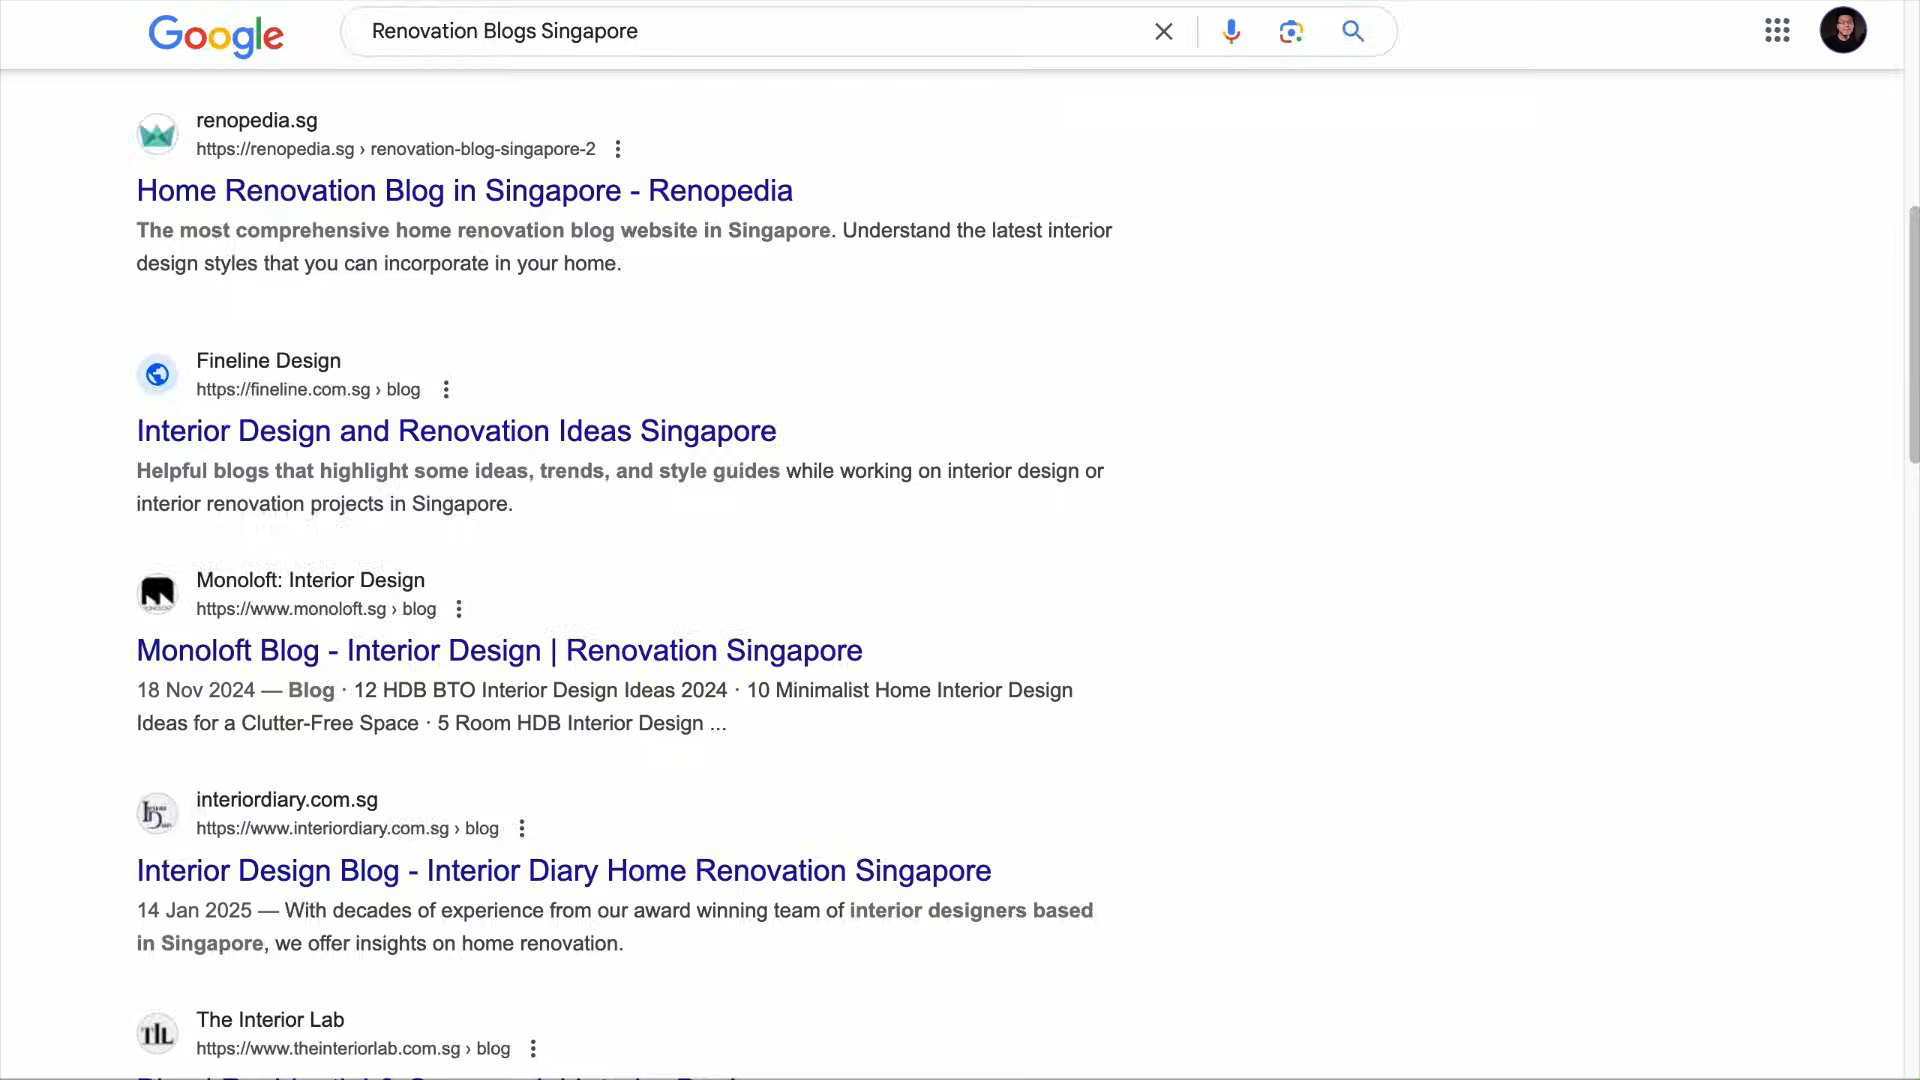 Google
Renovation Blogs Singapore
renopedia.sg
https://renopedia.sg › renovation-blog-singapore-2
Home Renovation Blog in Singapore - Renopedia
The most comprehensive home renovation blog website in Singapore. Understand the latest interior
design styles that you can incorporate in your home.
Fineline Design
https://fineline.com.sg › blog
Interior Design and Renovation Ideas Singapore
Helpful blogs that highlight some ideas, trends, and style guides while working on interior design or
interior renovation projects in Singapore.
Monoloft: Interior Design
https://www.monoloft.sg › blog
Monoloft Blog - Interior Design | Renovation Singapore
18 Nov 2024 — Blog · 12 HDB BTO Interior Design Ideas 2024 · 10 Minimalist Home Interior Design
Ideas for a Clutter-Free Space · 5 Room HDB Interior Design ...
interiordiary.com.sg
https://www.interiordiary.com.sg › blog
Interior Design Blog - Interior Diary Home Renovation Singapore
14 Jan 2025 — With decades of experience from our award winning team of interior designers based
in Singapore, we offer insights on home renovation.
The Interior Lab
TIL
https://www.theinteriorlab.com.sg › blog